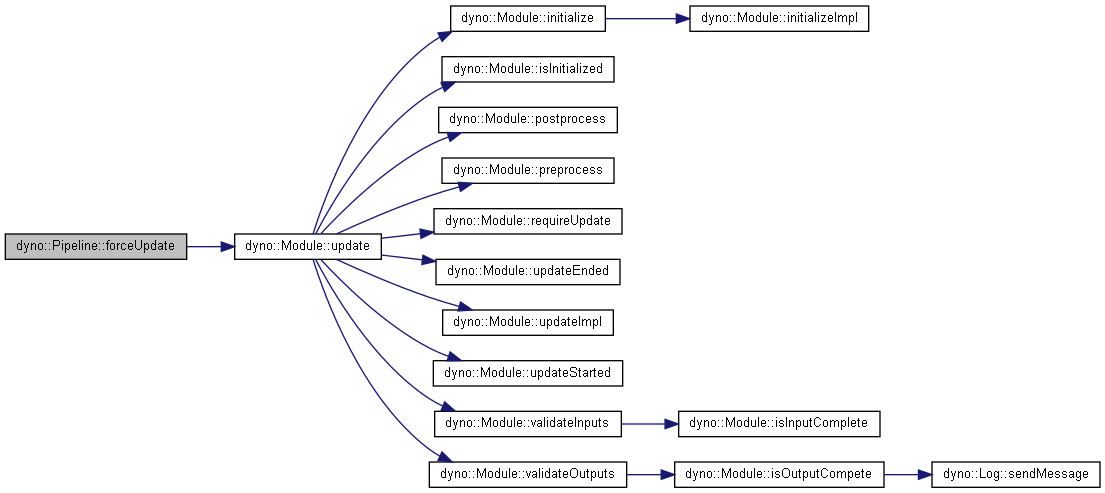 dyno::Module::initialize
dyno::Module::initializeImpl
dyno::Module::isInitialized
dyno::Module::postprocess
dyno::Module::preprocess
dyno::Module::requireUpdate
dyno::Pipeline::forceUpdate
dyno::Module::update
dyno::Module::updateEnded
dyno::Module::updateImpl
dyno::Module::updateStarted
dyno::Module::validateInputs
dyno::Module::isInputComplete
dyno::Module::validateOutputs
dyno::Module::isOutputCompete
dyno::Log::sendMessage